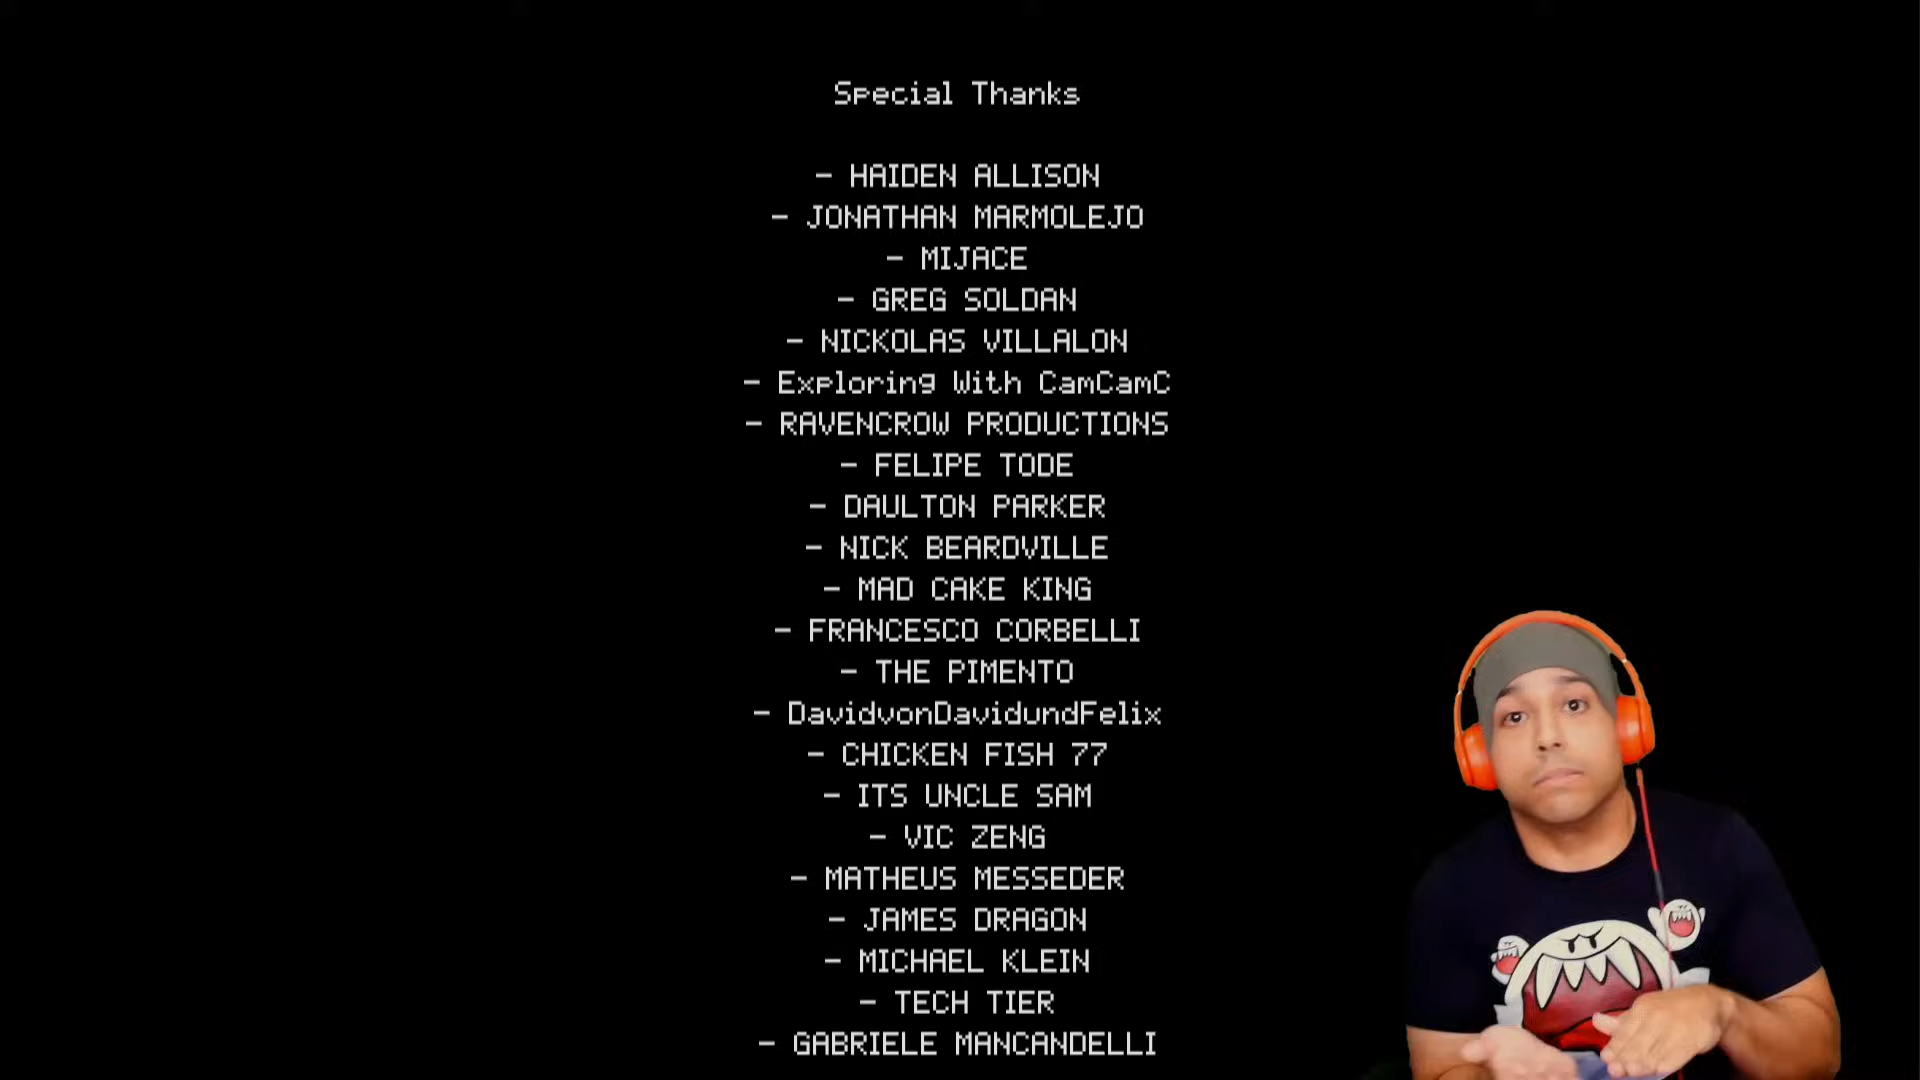 Special Thanks
- HAIDEN ALLISON
- JONATHAN MARMOLEJO
- MIJACE
- GREG SOLDAN
- NICKOLAS VILLALON
- Exploring With CamCamC
- RAVENCROW PRODUCTIONS
- FELIPE TODE
- DAULTON PARKER
- NICK BEARDVILLE
- MAD CAKE KING
- FRANCESCO CORBELLI
- THE PIMENTO
- DavidvonDavidundFelix
- CHICKEN FISH 77
- ITS UNCLE SAM
- VIC ZENG
- MATHEUS MESSEDER
- JAMES DRAGON
- MICHAEL KLEIN
- TECH TIER
- GABRIELE MANCANDELLI